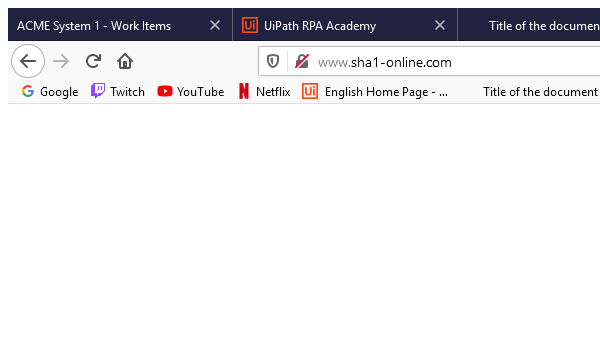 ACME System 1 - Work Items UiPath RPA Academy Title of the documen
www.sha1-online.com
Google Twitch YouTube Netflix English Home Page - ... Title of the document